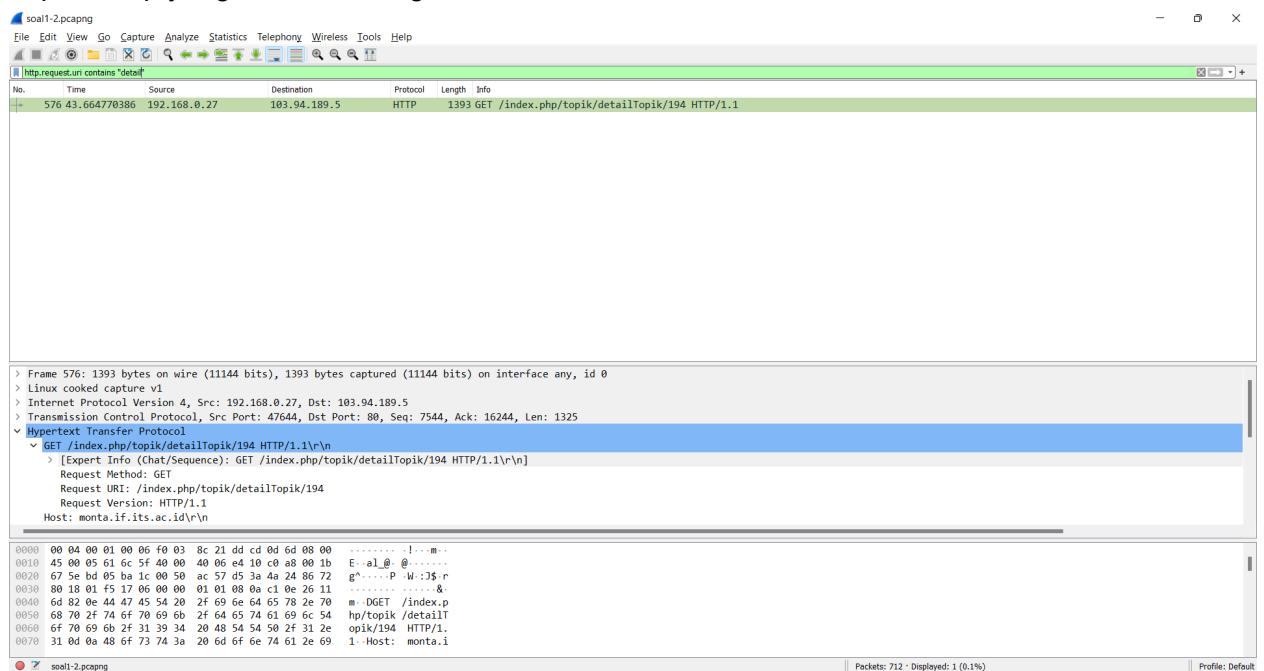 soal1-2.pcapng
File Edit View Go Capture Analyze Statistics Telephony Wireless Tools Help
http.request.uri contains "detail"
No. Time Source Destination Protocol Length Info
576 43.664770386 192.168.0.27 103.94.189.5 HTTP 1393 GET /index.php/topik/detailTopik/194 HTTP/1.1
> Frame 576: 1393 bytes on wire (11144 bits), 1393 bytes captured (11144 bits) on interface any, id 0
> Linux cooked capture v1
> Internet Protocol Version 4, Src: 192.168.0.27, Dst: 103.94.189.5
> Transmission Control Protocol, Src Port: 47644, Dst Port: 80, Seq: 7544, Ack: 16244, Len: 1325
Hypertext Transfer Protocol
GET /index.php/topik/detailTopik/194 HTTP/1.1\r\n
> [Expert Info (Chat/Sequence): GET /index.php/topik/detailTopik/194 HTTP/1.1\r\n]
Request Method: GET
Request URI: /index.php/topik/detailTopik/194
Request Version: HTTP/1.1
Host: monta.if.its.ac.id\r\n
0000 00 04 00 01 00 06 f0 03 8c 21 dd cd 0d 6d 08 00 ········ ·!···m··
0010 45 00 05 61 6c 5f 40 00 40 06 e4 10 c0 a8 00 1b E··al_@· @·······
0020 67 5e bd 05 ba 1c 00 50 ac 57 d5 3a 4a 24 86 72 g^·····P ·W·:J$·r
0030 80 18 01 f5 17 06 00 00 01 01 08 0a c1 0e 26 11 ········ ······&·
0040 6d 82 0e 44 47 45 54 20 2f 69 6e 64 65 78 2e 70 m··DGET /index.p
0050 68 70 2f 74 6f 70 69 6b 2f 64 65 74 61 69 6c 54 hp/topik /detailT
0060 6f 70 69 6b 2f 31 39 34 20 48 54 54 50 2f 31 2e opik/194 HTTP/1.
0070 31 0d 0a 48 6f 73 74 3a 20 6d 6f 6e 74 61 2e 69 1··Host: monta.i
soal1-2.pcapng Packets: 712 · Displayed: 1 (0.1%) Profile: Default